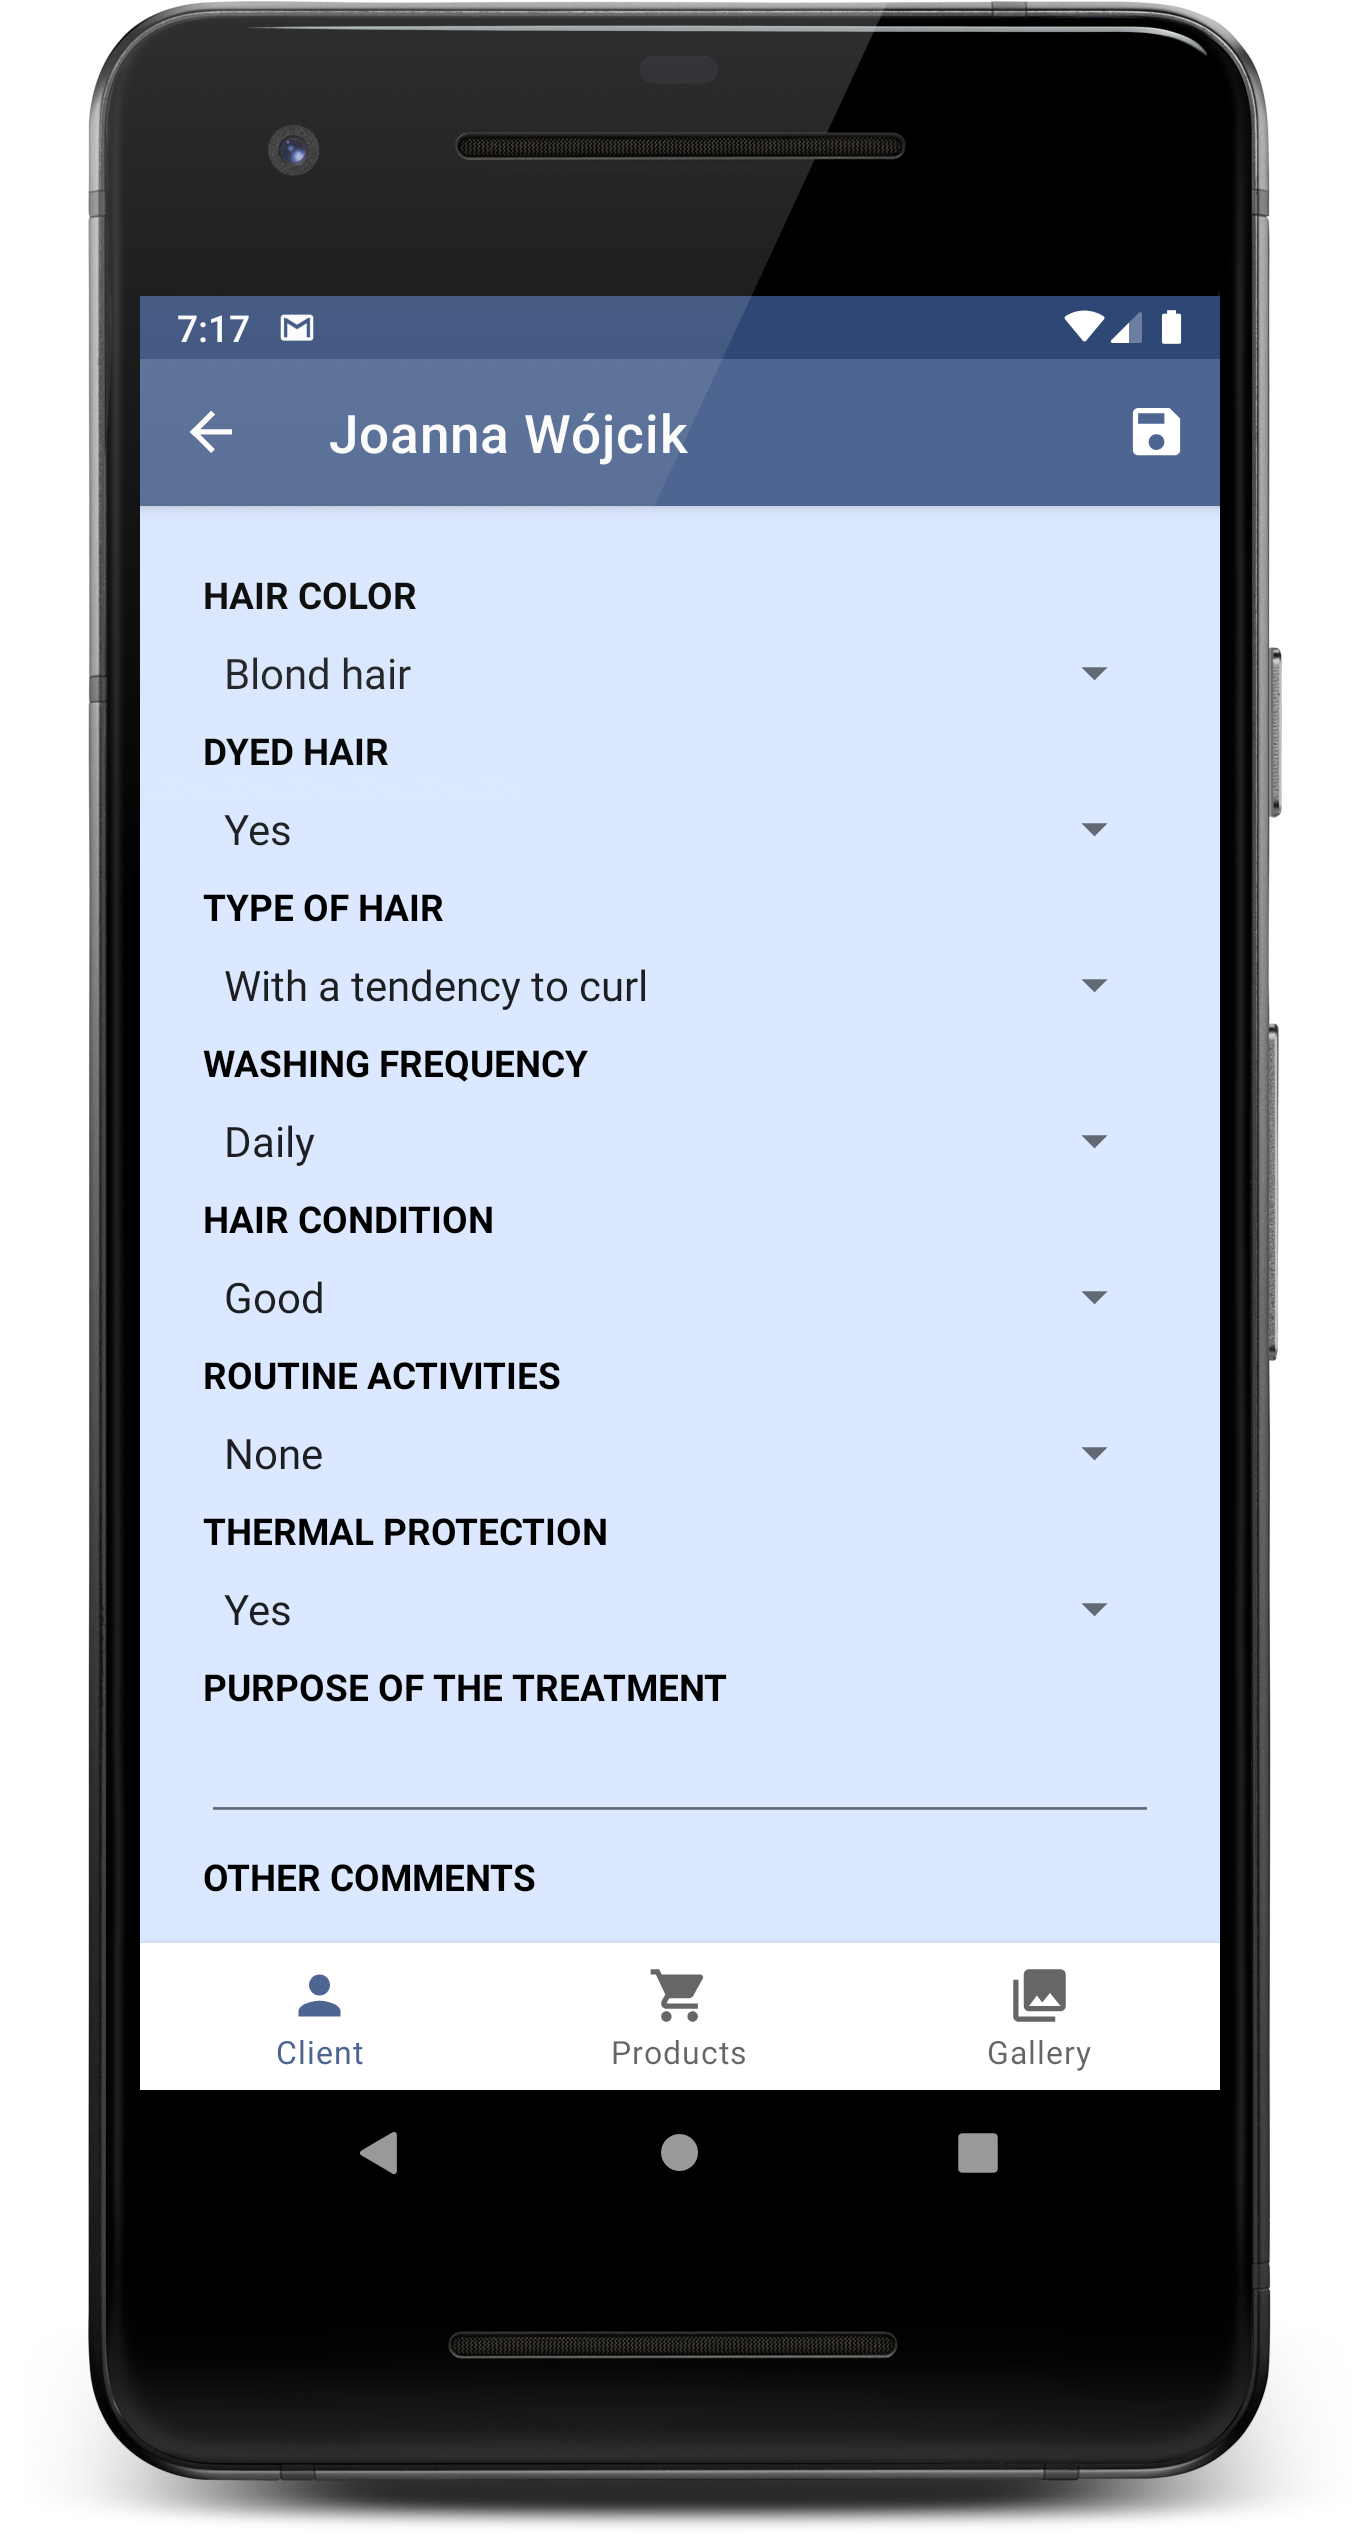 7:17
Joanna Wójcik
HAIR COLOR
Blond hair
DYED HAIR
Yes
TYPE OF HAIR
With a tendency to curl
WASHING FREQUENCY
Daily
HAIR CONDITION
Good
ROUTINE ACTIVITIES
None
THERMAL PROTECTION
Yes
PURPOSE OF THE TREATMENT
OTHER COMMENTS
Client Products Gallery